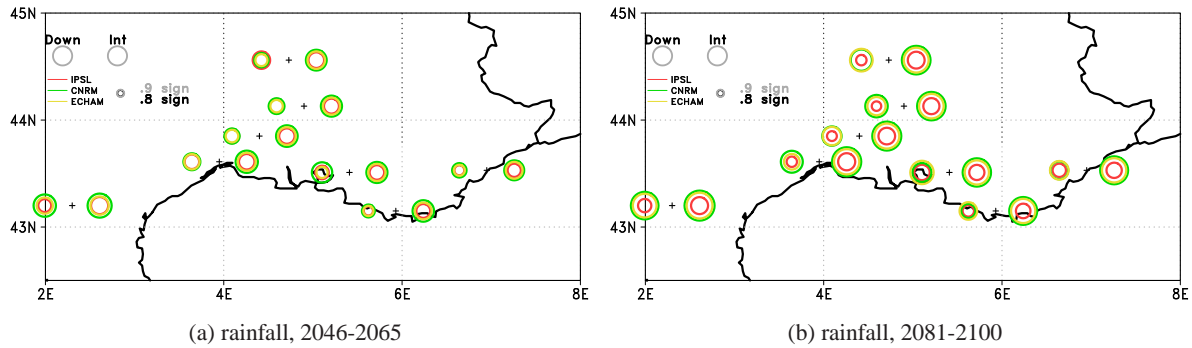 45N
Down Int
IPSL
CNRM
ECHAM
.9 sign
.8 sign
44N
43N
2E 4E 6E 8E
(a) rainfall, 2046-2065
45N
Down Int
IPSL
CNRM
ECHAM
.9 sign
.8 sign
44N
43N
2E 4E 6E 8E
(b) rainfall, 2081-2100